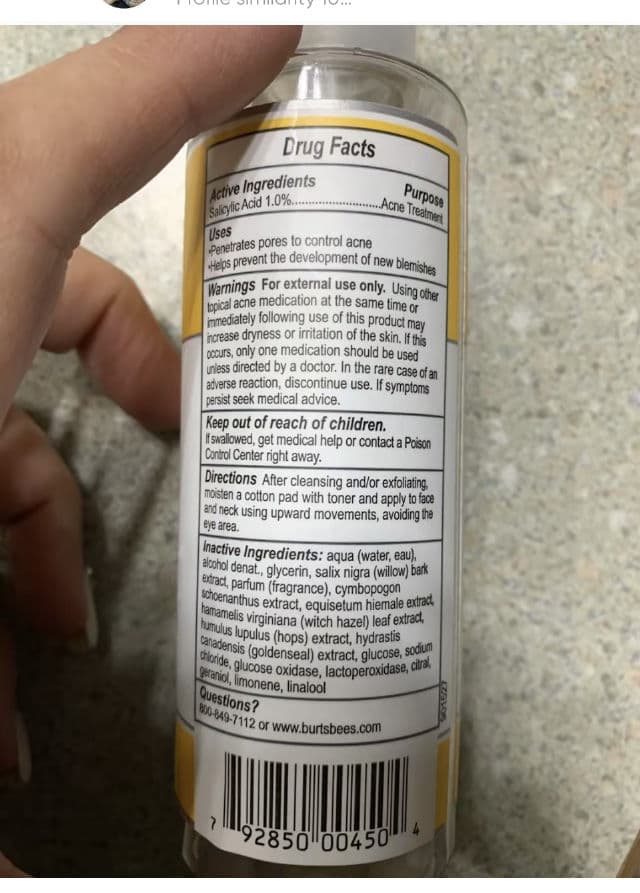 Profile similarity 10...
Drug Facts
Active Ingredients Purpose
Salicylic Acid 1.0%........................Acne Treatment
Uses
•Penetrates pores to control acne
•Helps prevent the development of new blemishes
Warnings For external use only. Using other
topical acne medication at the same time or
immediately following use of this product may
increase dryness or irritation of the skin. If this
occurs, only one medication should be used
unless directed by a doctor. In the rare case of an
adverse reaction, discontinue use. If symptoms
persist seek medical advice.
Keep out of reach of children.
If swallowed, get medical help or contact a Poison
Control Center right away.
Directions After cleansing and/or exfoliating,
moisten a cotton pad with toner and apply to face
and neck using upward movements, avoiding the
eye area.
Inactive Ingredients: aqua (water, eau),
alcohol denat., glycerin, salix nigra (willow) bark
extract, parfum (fragrance), cymbopogon
schoenanthus extract, equisetum hiemale extract,
hamamelis virginiana (witch hazel) leaf extract,
humulus lupulus (hops) extract, hydrastis
canadensis (goldenseal) extract, glucose, sodium
chloride, glucose oxidase, lactoperoxidase, citral,
geraniol, limonene, linalool
Questions?
800-849-7112 or www.burtsbees.com
7 92850 00450 4